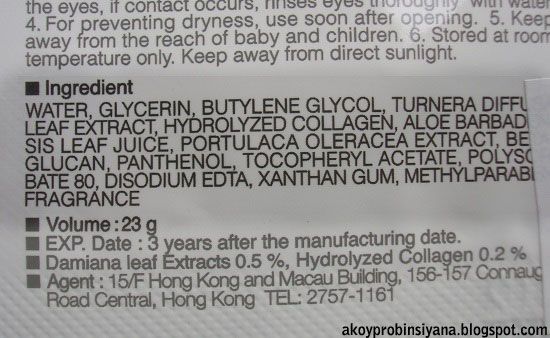 the eyes, if contact occurs, rinses eyes thoroughly with water
4. For preventing dryness, use soon after opening. 5. Keep
away from the reach of baby and children. 6. Stored at room
temperature only. Keep away from direct sunlight.
■ Ingredient
WATER, GLYCERIN, BUTYLENE GLYCOL, TURNERA DIFFU
LEAF EXTRACT, HYDROLYZED COLLAGEN, ALOE BARBAD
SIS LEAF JUICE, PORTULACA OLERACEA EXTRACT, BE
GLUCAN, PANTHENOL, TOCOPHERYL ACETATE, POLYSO
BATE 80, DISODIUM EDTA, XANTHAN GUM, METHYLPARAB
FRAGRANCE
■ Volume : 23 g
■ EXP. Date : 3 years after the manufacturing date.
■ Damiana leaf Extracts 0.5 %, Hydrolyzed Collagen 0.2 %
■ Agent : 15/F Hong Kong and Macau Building, 156-157 Connaug
Road Central, Hong Kong TEL: 2757-1161
akoyprobinsiyana.blogspot.com